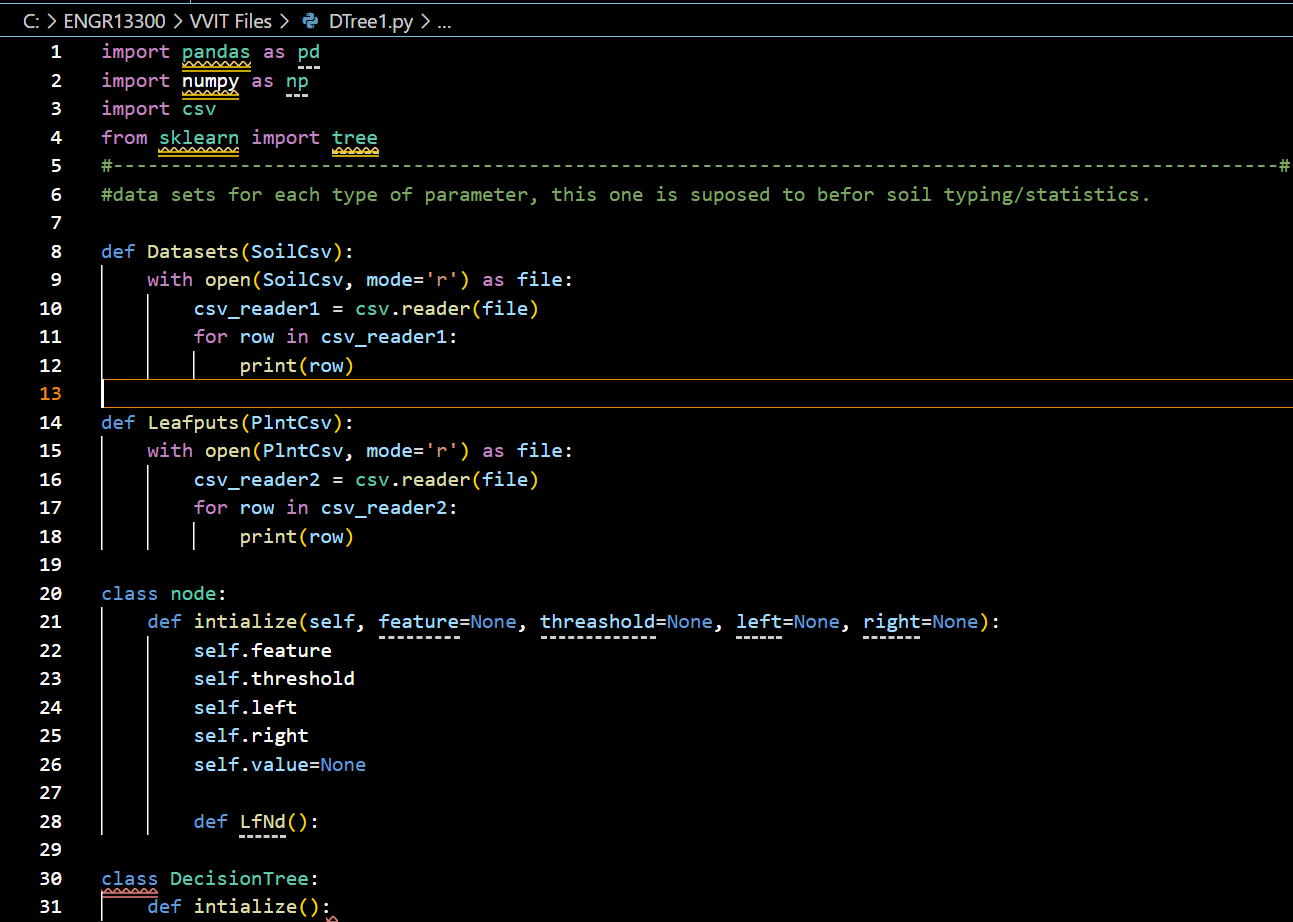 C: > ENGR13300 > VVIT Files > DTree1.py > ...
1 import pandas as pd
2 import numpy as np
3 import csv
4 from sklearn import tree
5 #-----------------------------------------------------------------------------------------------------#
6 #data sets for each type of parameter, this one is suposed to befor soil typing/statistics.
7
8 def Datasets(SoilCsv):
9     with open(SoilCsv, mode='r') as file:
10         csv_reader1 = csv.reader(file)
11         for row in csv_reader1:
12             print(row)
13
14 def Leafputs(PlntCsv):
15     with open(PlntCsv, mode='r') as file:
16         csv_reader2 = csv.reader(file)
17         for row in csv_reader2:
18             print(row)
19
20 class node:
21     def intialize(self, feature=None, threashold=None, left=None, right=None):
22         self.feature
23         self.threshold
24         self.left
25         self.right
26         self.value=None
27
28         def LfNd():
29
30 class DecisionTree:
31     def intialize():